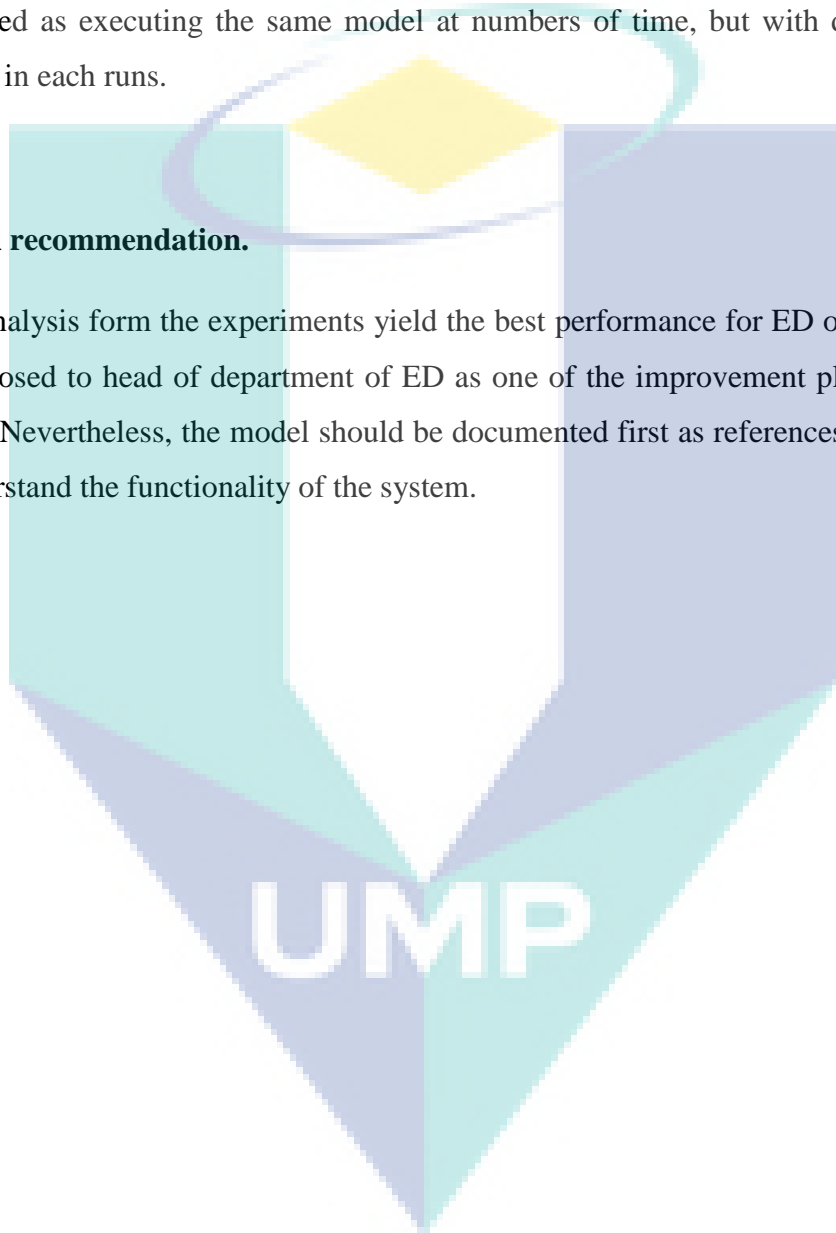 ed as executing the same model at numbers of time, but with
in each runs.
recommendation.
nalysis form the experiments yield the best performance for ED
osed to head of department of ED as one of the improvement
Nevertheless, the model should be documented first as references
rstand the functionality of the system.
UMP